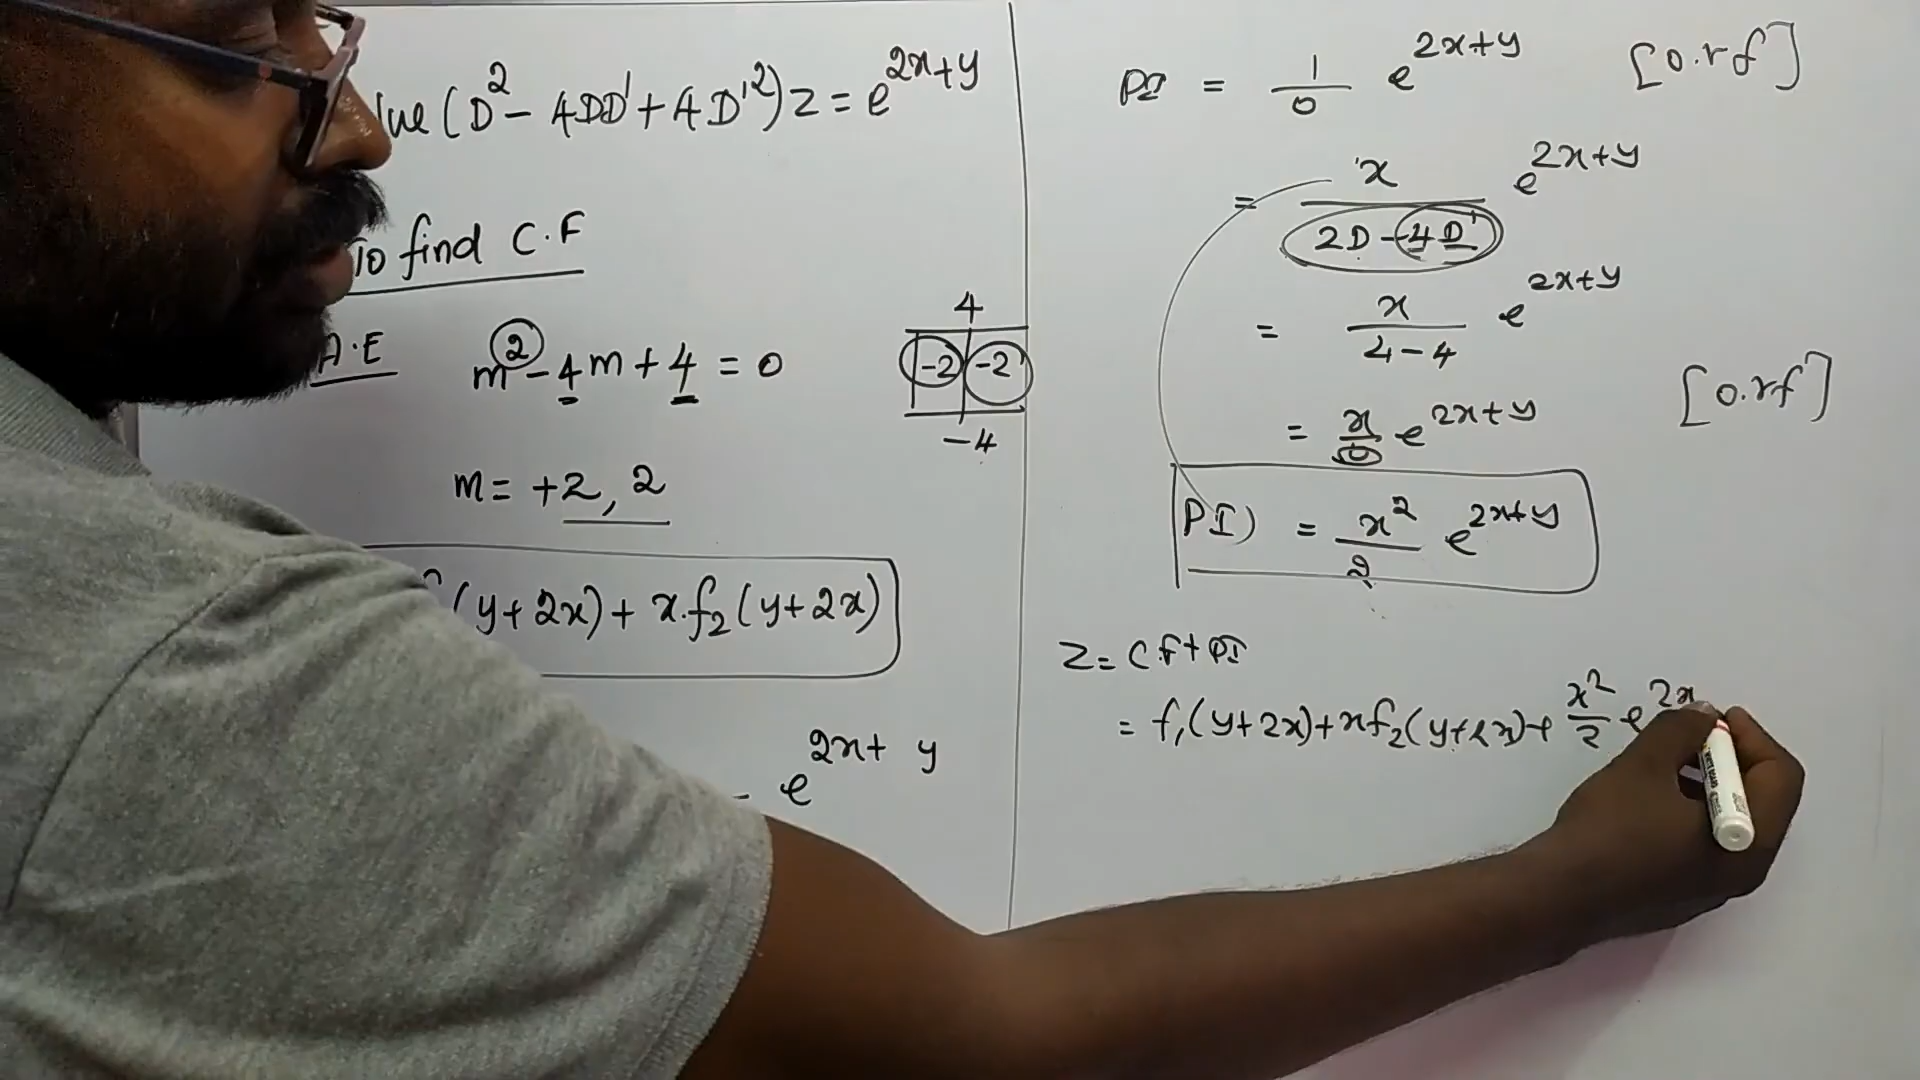 lve (D² - 4DD' + 4D'²) z = e^{2x+y}
To find C.F
A.E m² - 4m + 4 = 0
4
-2 -2
-4
m = +2, 2
(y+2x) + x.f₂(y+2x)
- e^{2x+y}
PI = 1/0 e^{2x+y} [o.rf]
= x/(2D - 4D') e^{2x+y}
= x/(4-4) e^{2x+y}
= x/0 e^{2x+y} [o.rf]
PI) = x²/2 e^{2x+y}
z = CF + PI
= f₁(y+2x) + xf₂(y+2x) + x²/2 e^{2x